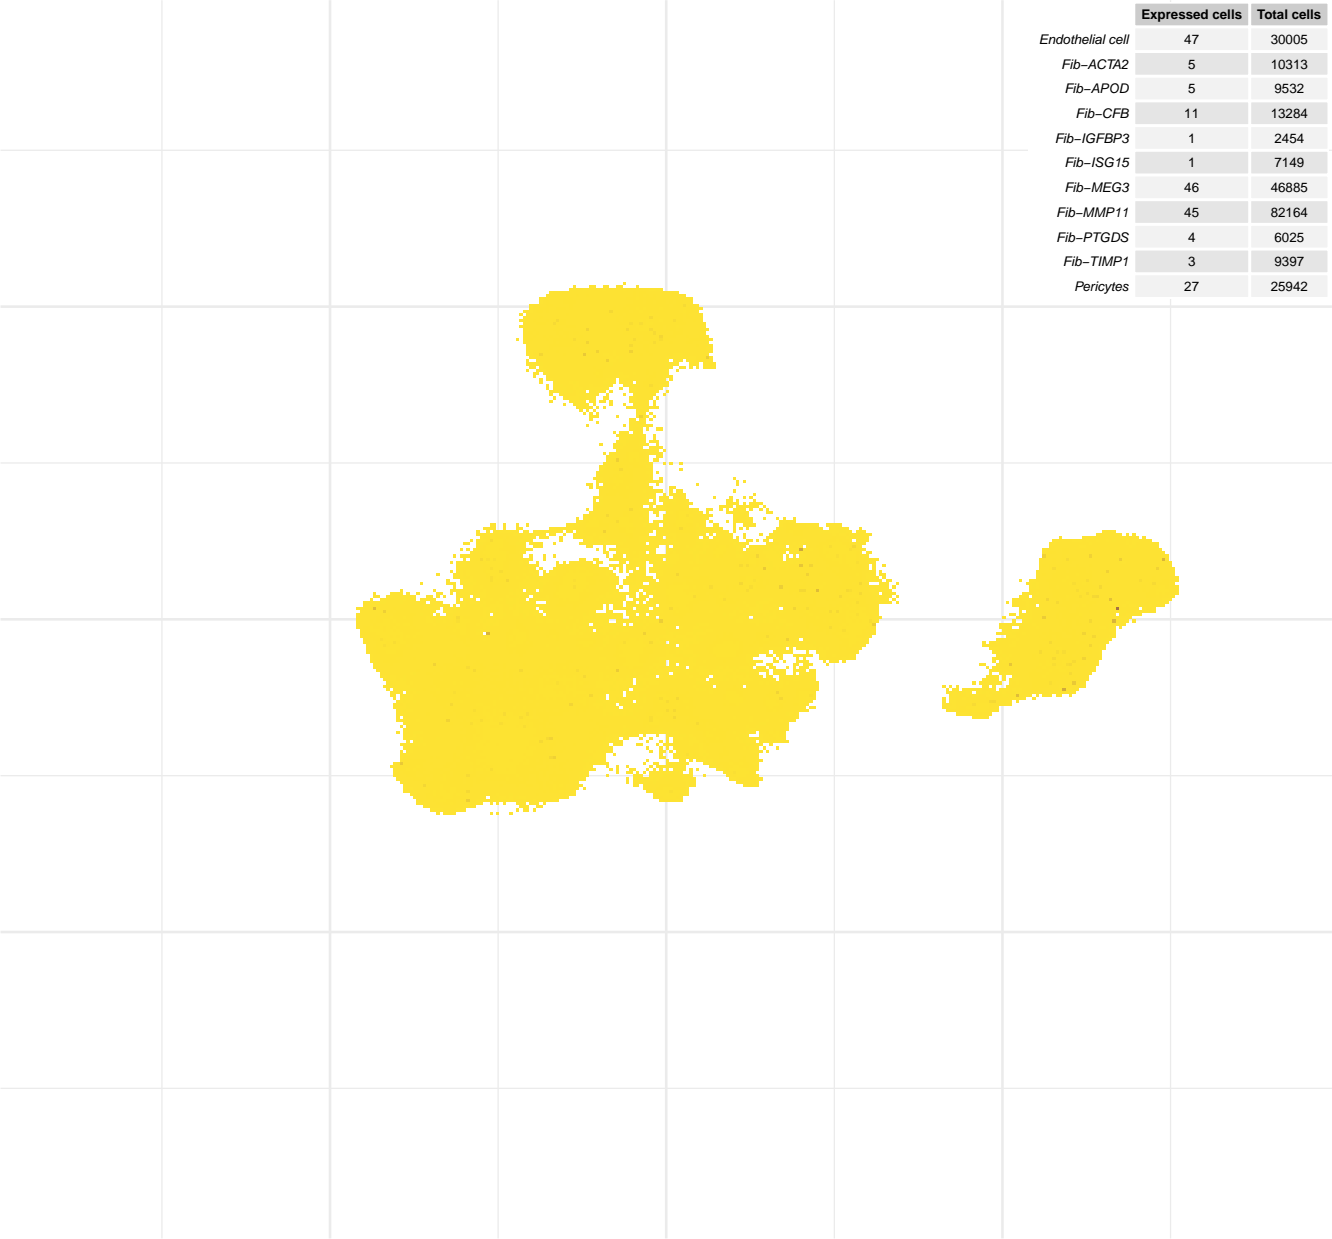 Expressed cells Total cells
Endothelial cell 47 30005
Fib−ACTA2 5 10313
Fib−APOD 5 9532
Fib−CFB 11 13284
Fib−IGFBP3 1 2454
Fib−ISG15 1 7149
Fib−MEG3 46 46885
Fib−MMP11 45 82164
Fib−PTGDS 4 6025
Fib−TIMP1 3 9397
Pericytes 27 25942